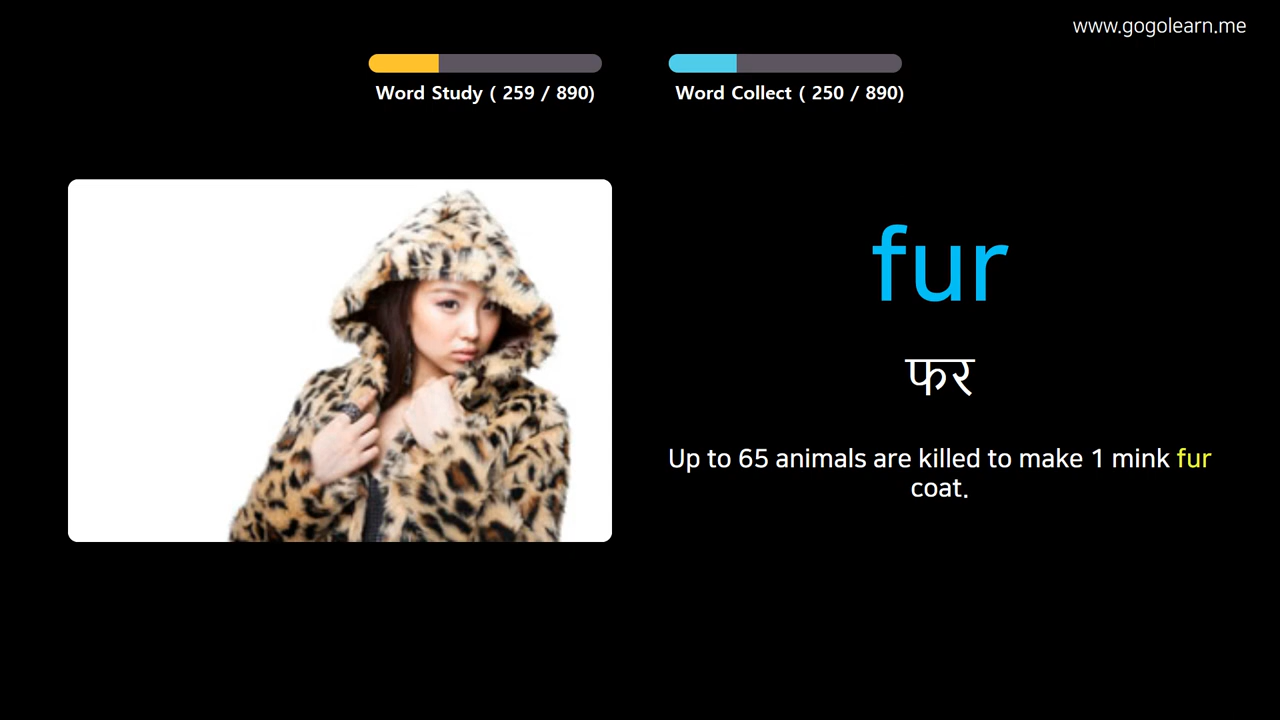 www.gogolearn.me
Word Study ( 259 / 890)
Word Collect ( 250 / 890)
fur
फर
Up to 65 animals are killed to make 1 mink fur
coat.